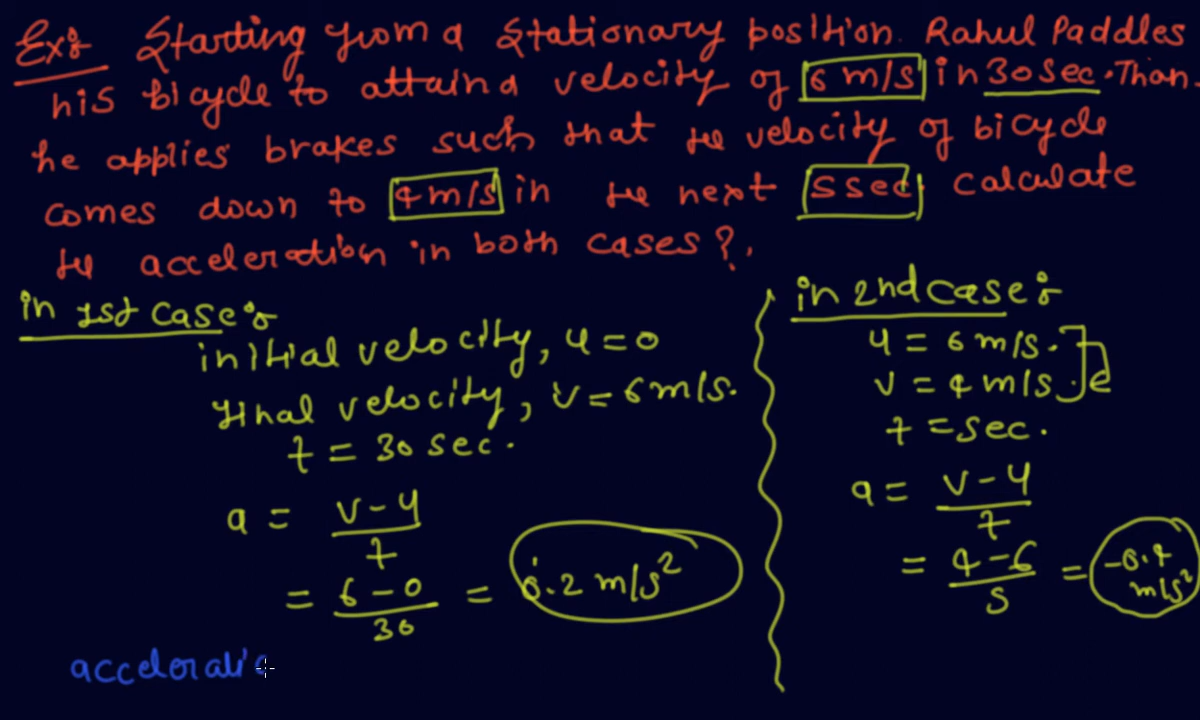 Ex:- Starting from a stationary position Rahul Paddles
his bicycle to attain a velocity of 6 m/s in 30 sec. Than
he applies brakes such that the velocity of bicycle
comes down to 4 m/s in the next 5 sec. calculate
the acceleration in both cases?.
in 1st case:-
initial velocity, u = 0
final velocity, v = 6 m/s.
t = 30 sec.
a = v - u / t
= 6 - 0 / 30 = 0.2 m/s²
in 2nd case:-
u = 6 m/s.
v = 4 m/s.
t = sec.
a = v - u / t
= 4 - 6 / 5 = -0.4 m/s²
acceleratio